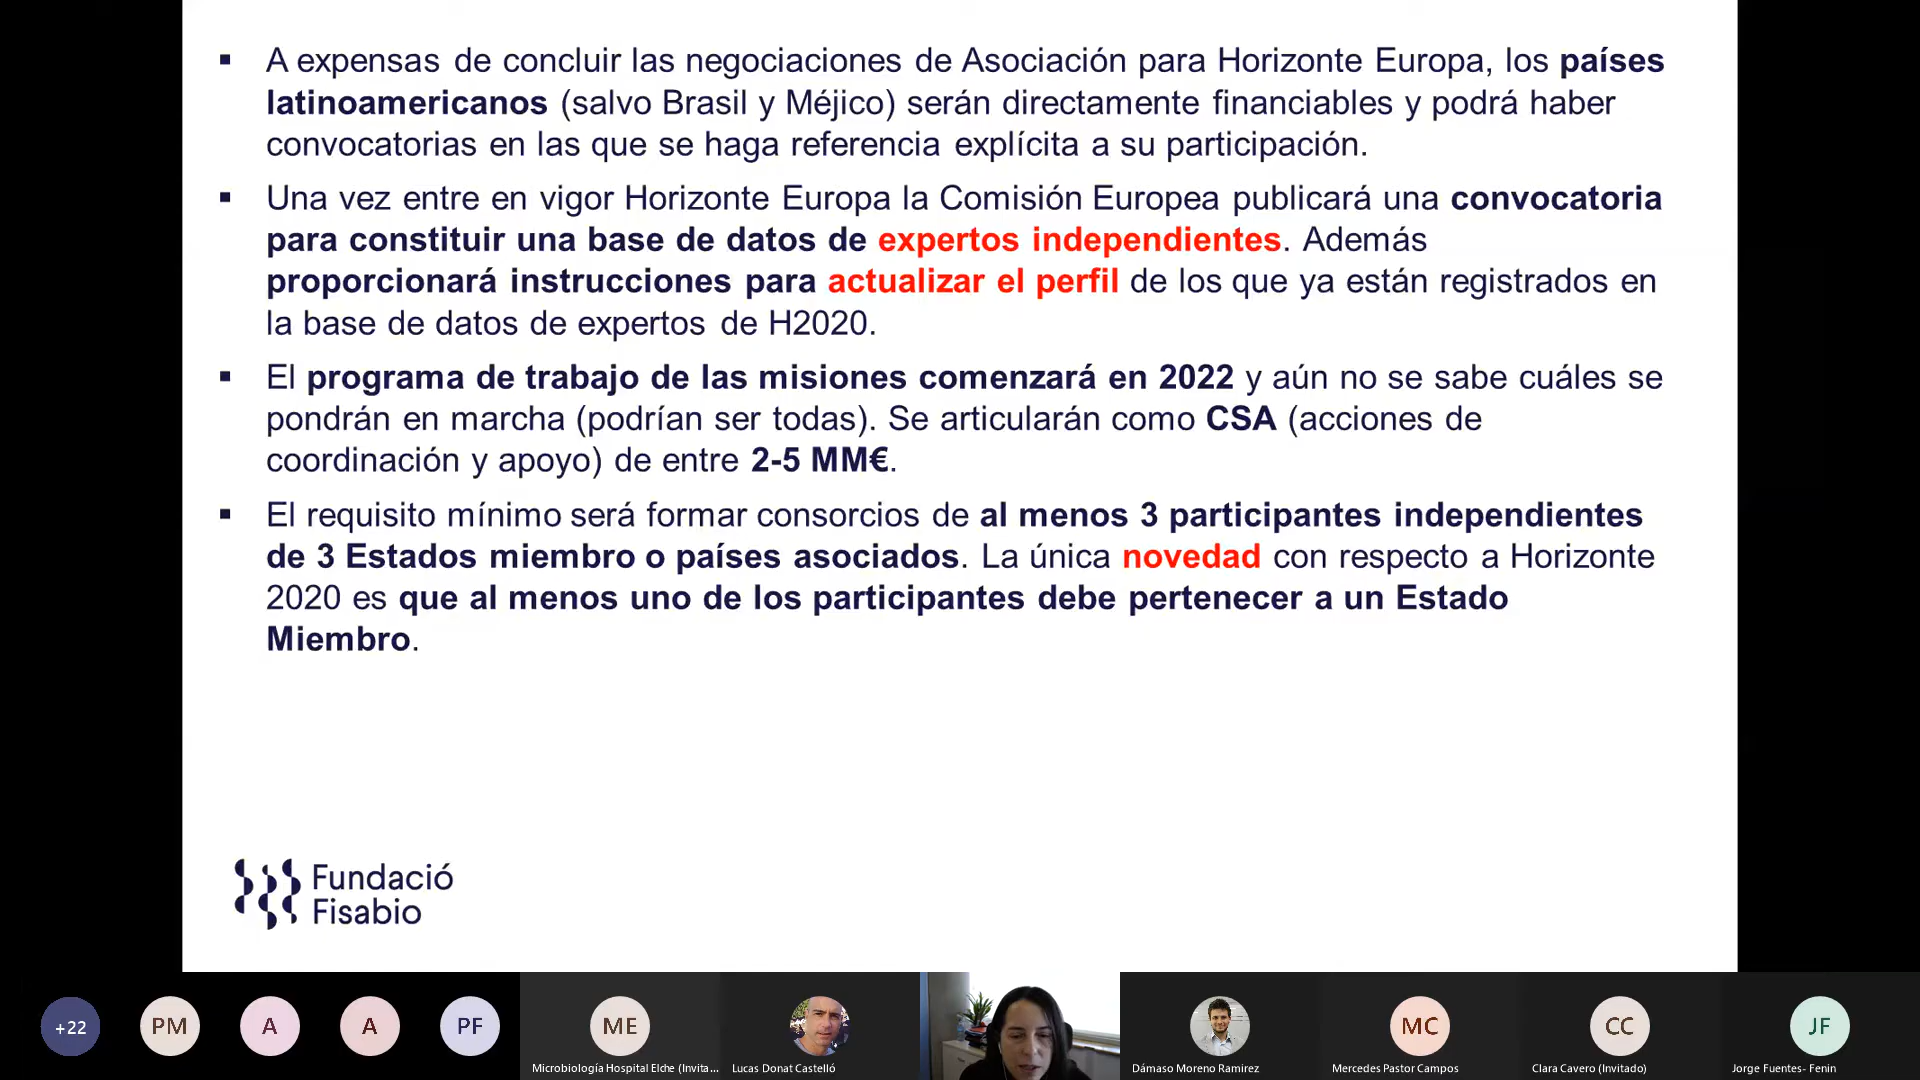 A expensas de concluir las negociaciones de Asociación para Horizonte Europa, los países
latinoamericanos (salvo Brasil y Méjico) serán directamente financiables y podrá haber
convocatorias en las que se haga referencia explícita a su participación.
Una vez entre en vigor Horizonte Europa la Comisión Europea publicará una convocatoria
para constituir una base de datos de expertos independientes. Además
proporcionará instrucciones para actualizar el perfil de los que ya están registrados en
la base de datos de expertos de H2020.
El programa de trabajo de las misiones comenzará en 2022 y aún no se sabe cuáles se
pondrán en marcha (podrían ser todas). Se articularán como CSA (acciones de
coordinación y apoyo) de entre 2-5 MM€.
El requisito mínimo será formar consorcios de al menos 3 participantes independientes
de 3 Estados miembro o países asociados. La única novedad con respecto a Horizonte
2020 es que al menos uno de los participantes debe pertenecer a un Estado
Miembro.
Fundació
Fisabio
+22
PM
A
A
PF
ME
MC
CC
JF
Microbiología Hospital Elche (Invita...
Lucas Donat Castelló
Dámaso Moreno Ramirez
Mercedes Pastor Campos
Clara Cavero (Invitado)
Jorge Fuentes- Fenin